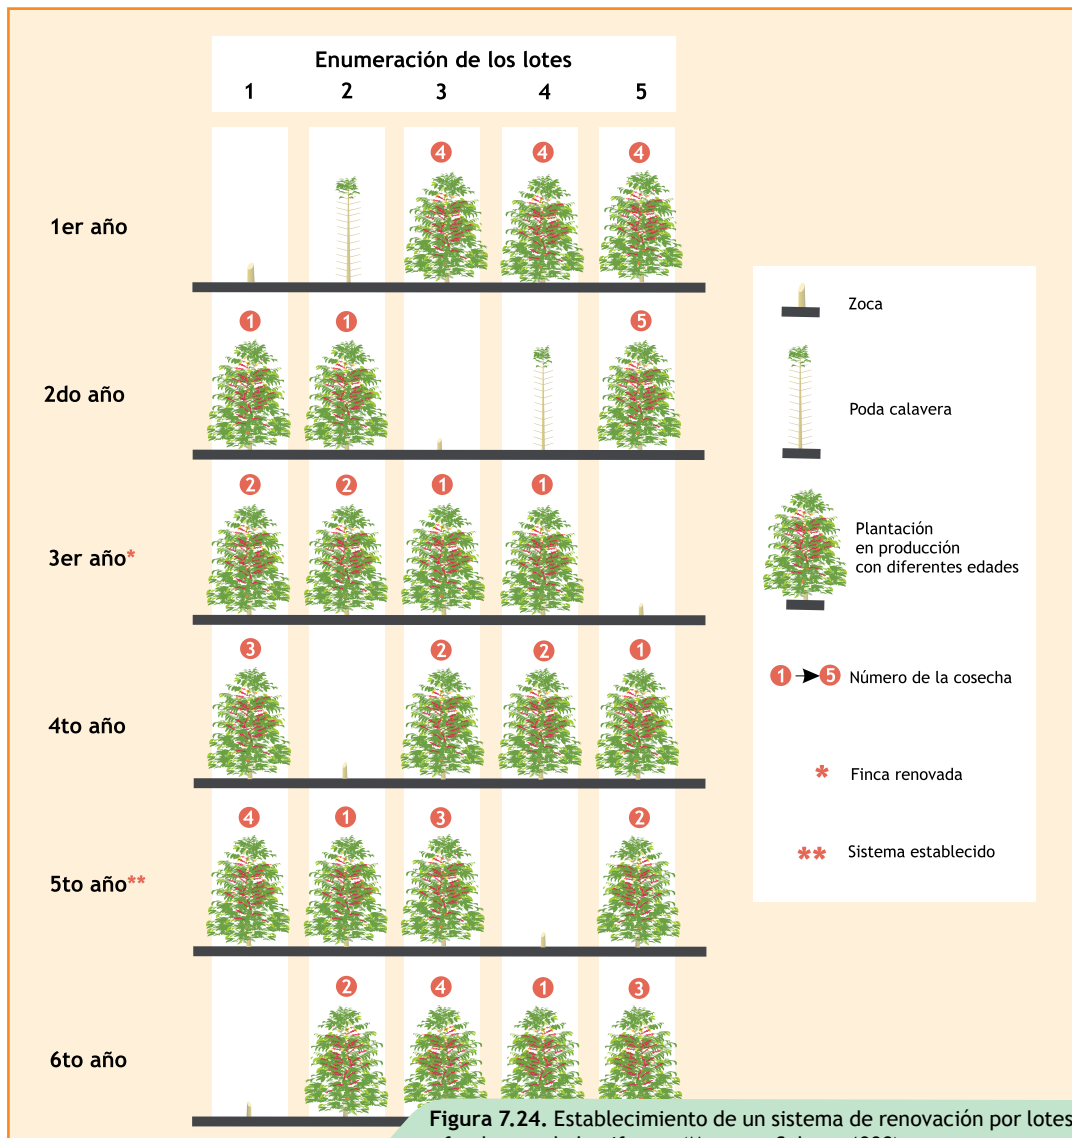 Enumeración de los lotes
1 2 3 4 5
1er año
4 4 4
2do año
1 1 5
3er año*
2 2 1 1
4to año
3 2 2 1
5to año**
4 1 3 2
6to año
2 4 1 3
Zoca
Poda calavera
Plantación
en producción
con diferentes edades
1 5 Número de la cosecha
* Finca renovada
** Sistema establecido
Figura 7.24. Establecimiento de un sistema de renovación por lotes